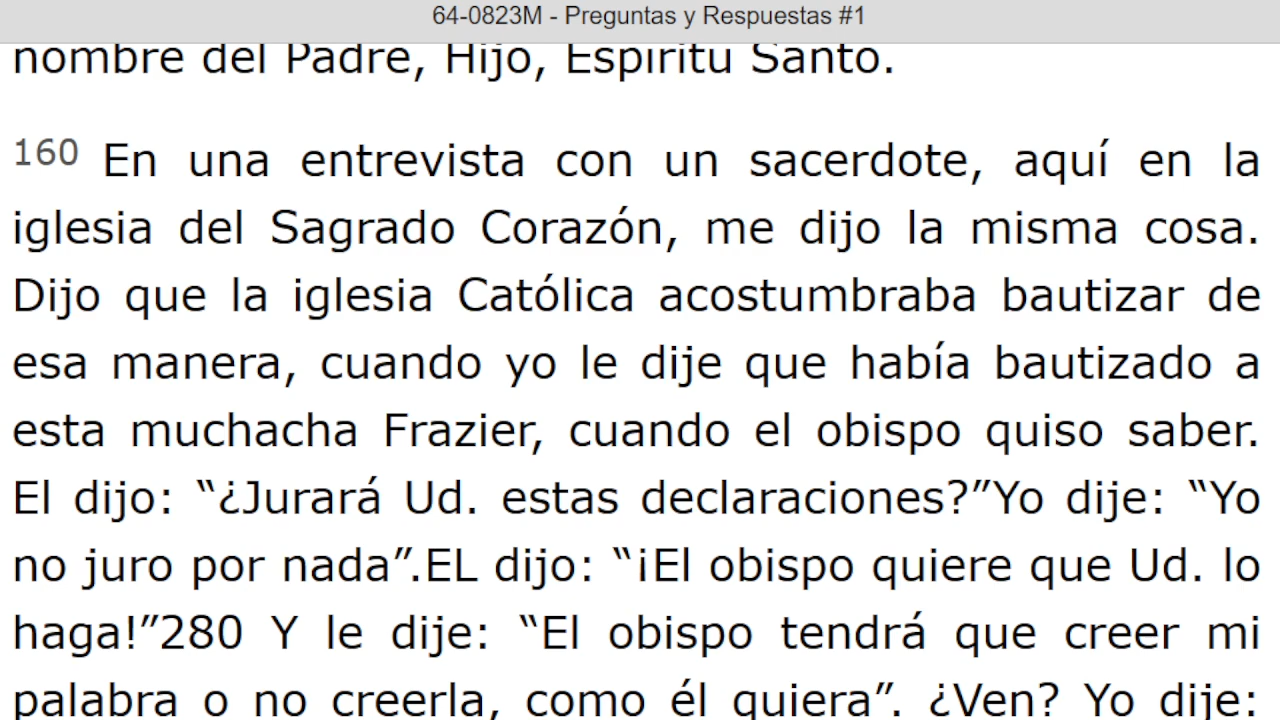 64-0823M - Preguntas y Respuestas #1
nombre del Padre, Hijo, Espíritu Santo.
160 En una entrevista con un sacerdote, aquí en la
iglesia del Sagrado Corazón, me dijo la misma cosa.
Dijo que la iglesia Católica acostumbraba bautizar de
esa manera, cuando yo le dije que había bautizado a
esta muchacha Frazier, cuando el obispo quiso saber.
El dijo: “¿Jurará Ud. estas declaraciones?”Yo dije: “Yo
no juro por nada”.EL dijo: “¡El obispo quiere que Ud. lo
haga!”280 Y le dije: “El obispo tendrá que creer mi
palabra o no creerla, como él quiera”. ¿Ven? Yo dije: